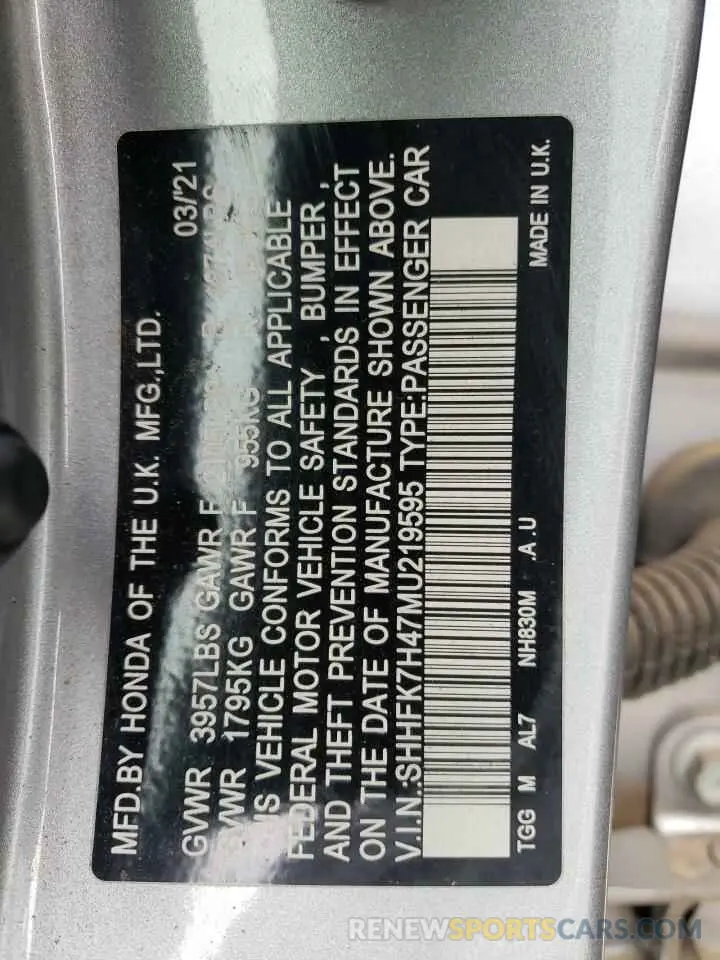 MFD.BY HONDA OF THE U.K. MFG.,LTD. 03/'21
GVWR 3957LBS GAWR F
GVWR 1795KG GAWR F 955KG
THIS VEHICLE CONFORMS TO ALL APPLICABLE
FEDERAL MOTOR VEHICLE SAFETY , BUMPER ,
AND THEFT PREVENTION STANDARDS IN EFFECT
ON THE DATE OF MANUFACTURE SHOWN ABOVE.
V.I.N.:SHHFK7H47MU219595 TYPE:PASSENGER CAR
TGG M AL7 NH830M .A.U MADE IN U.K.
RENEWSPORTSCARS.COM